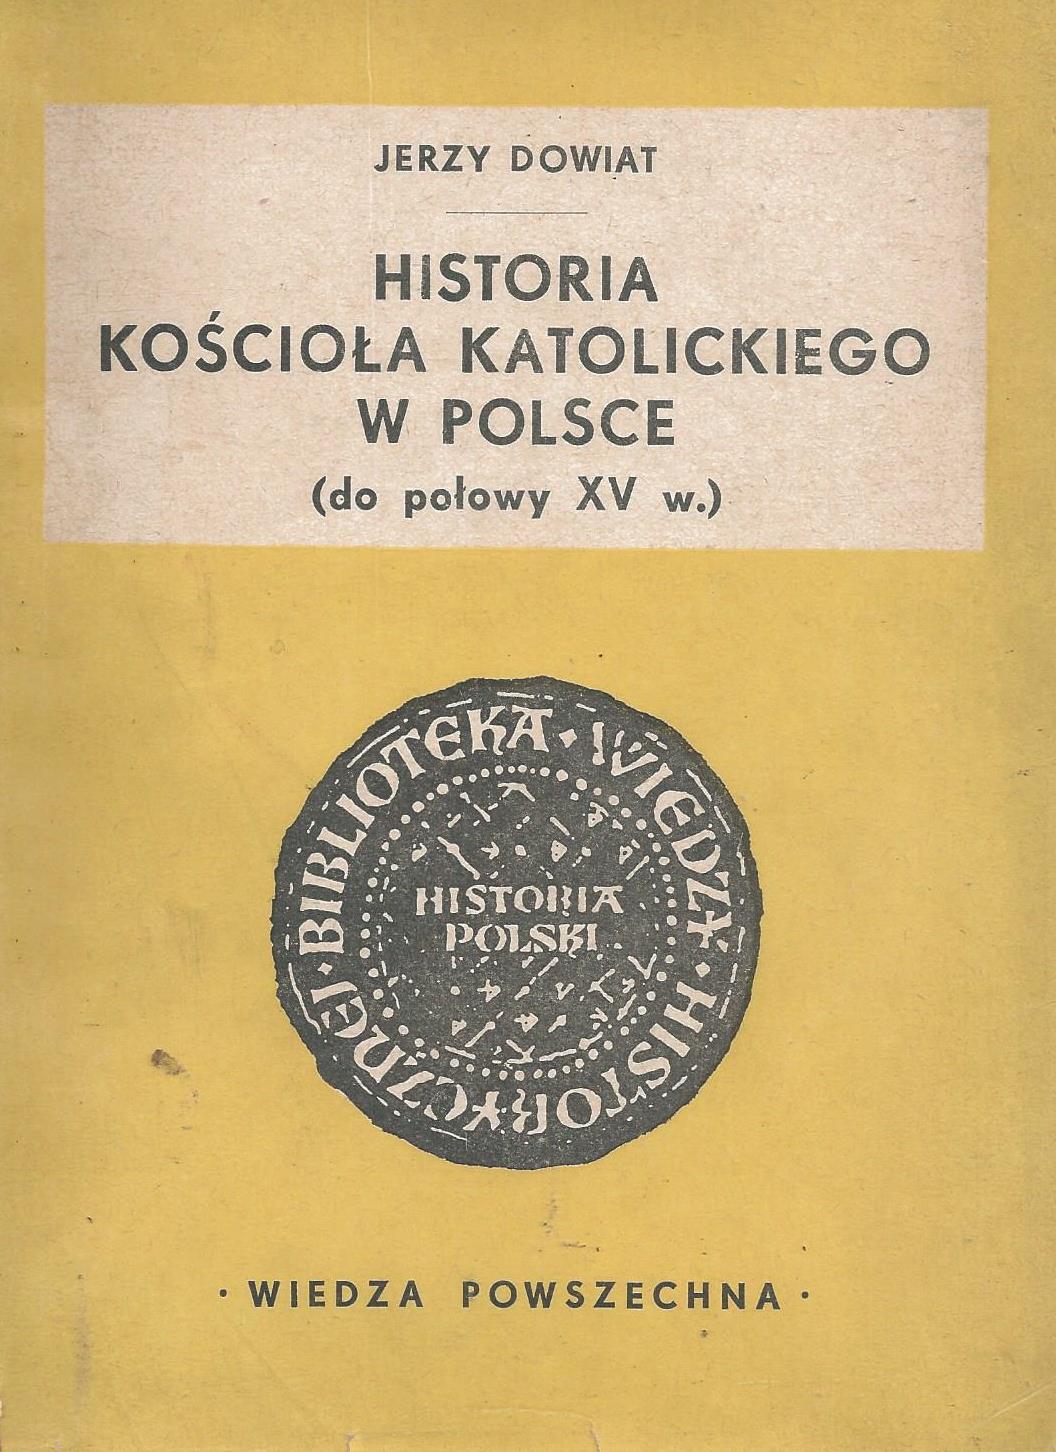 JERZY DOWIAT
HISTORIA
KOŚCIOŁA KATOLICKIEGO
W POLSCE
(do połowy XV w.)
BIBLIOTEKA · WIEDZY · HISTORYCZNEJ ·
HISTORIA
POLSKI
· WIEDZA POWSZECHNA ·